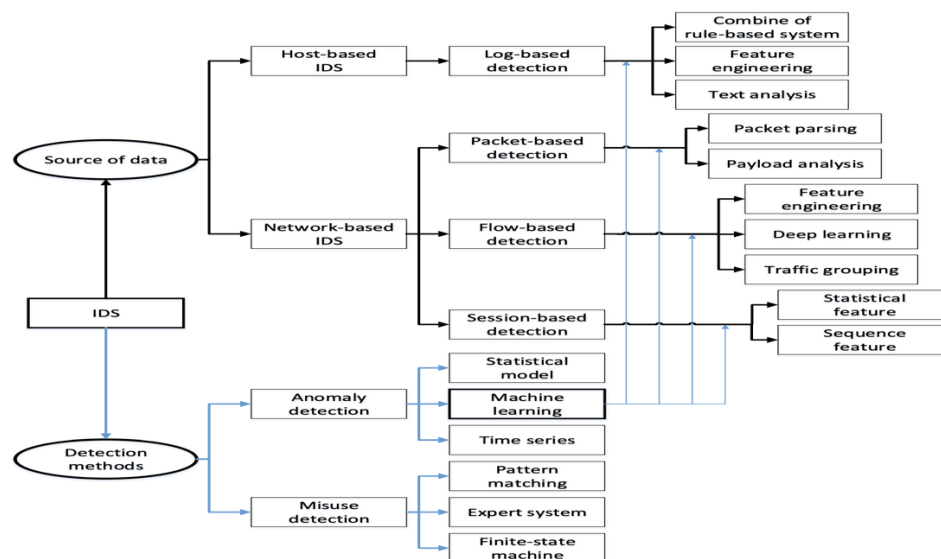 Combine of
rule-based system
Host-based
IDS
Log-based detection
Feature
engineering
Text analysis
Source of data
Packet-based
detection
Packet parsing
Payload analysis
Network-based
IDS
Flow-based
detection
Feature
engineering
Deep learning
Traffic grouping
IDS
Session-based
detection
Statistical
feature
Sequence
feature
Statistical
model
Anomaly
detection
Machine
learning
Time series
Detection
methods
Pattern
matching
Misuse
detection
Expert system
Finite-state
machine